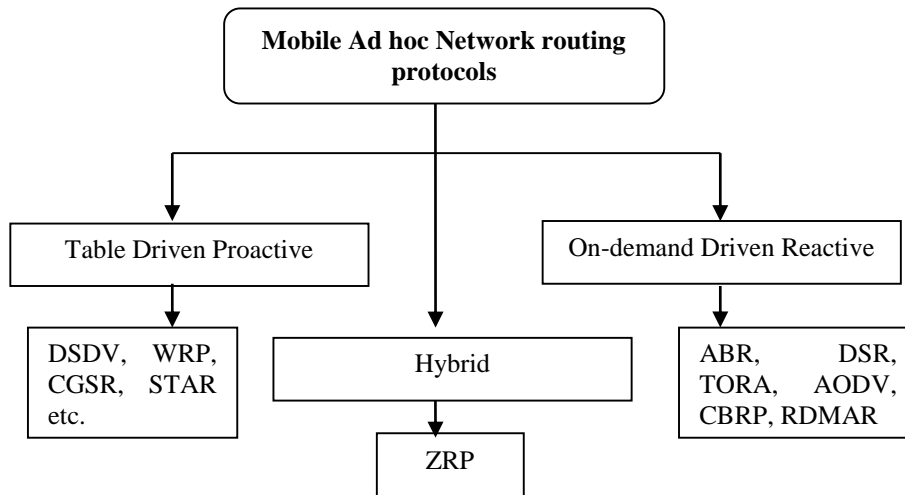 Mobile Ad hoc Network routing
protocols
Table Driven Proactive
On-demand Driven Reactive
DSDV, WRP,
CGSR, STAR
etc.
Hybrid
ABR, DSR,
TORA, AODV,
CBRP, RDMAR
ZRP